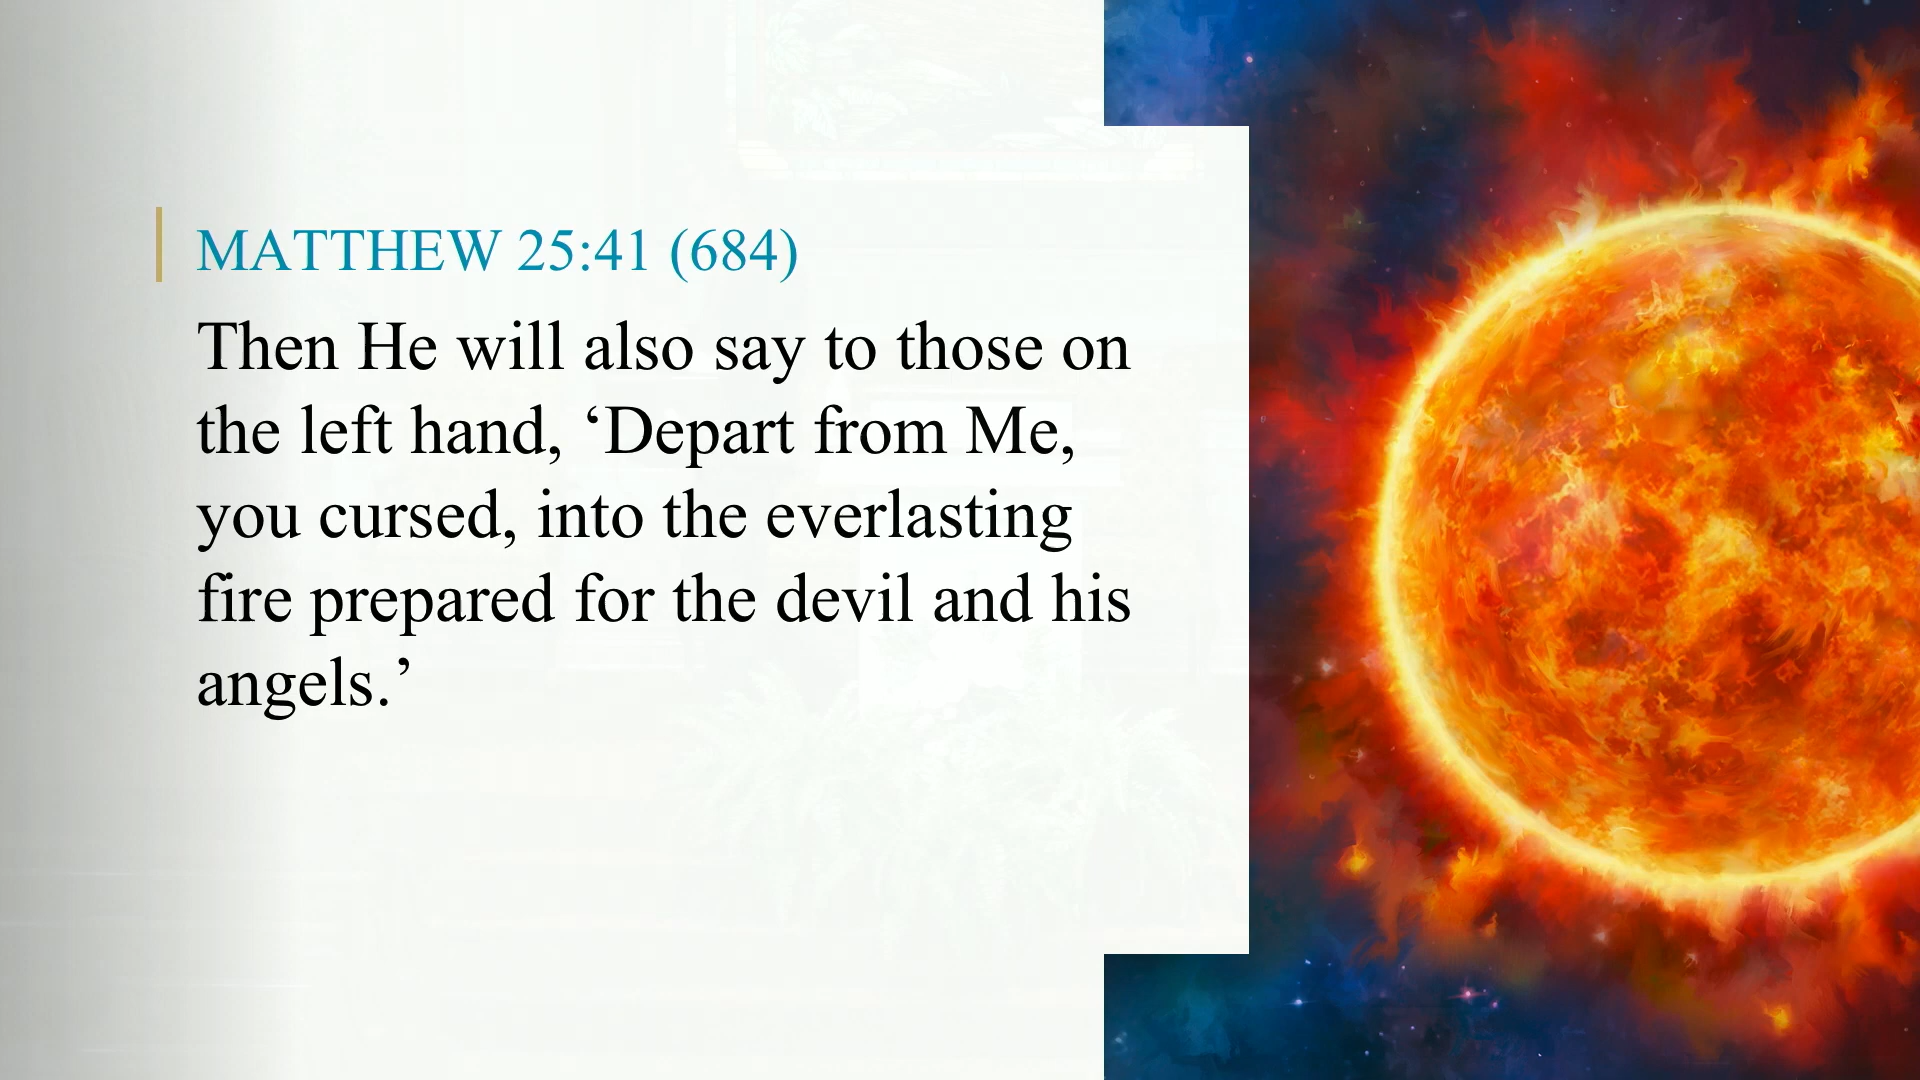 MATTHEW 25:41 (684)
Then He will also say to those on
the left hand, ‘Depart from Me,
you cursed, into the everlasting
fire prepared for the devil and his
angels.’